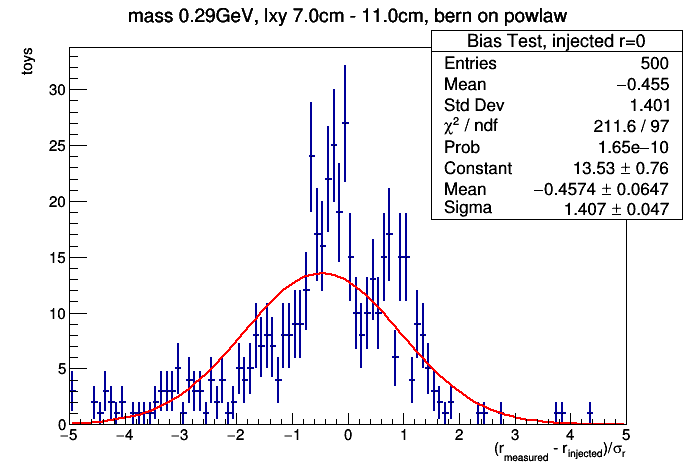 mass 0.29GeV, lxy 7.0cm - 11.0cm, bern on powlaw
Bias Test, injected r=0
Entries 500
Mean −0.455
Std Dev 1.401
χ² / ndf 211.6 / 97
Prob 1.65e−10
Constant 13.53 ± 0.76
Mean −0.4574 ± 0.0647
Sigma 1.407 ± 0.047
toys
30
25
20
15
10
5
0
−5 −4 −3 −2 −1 0 1 2 3 4 5
(r_measured - r_injected)/σ_r